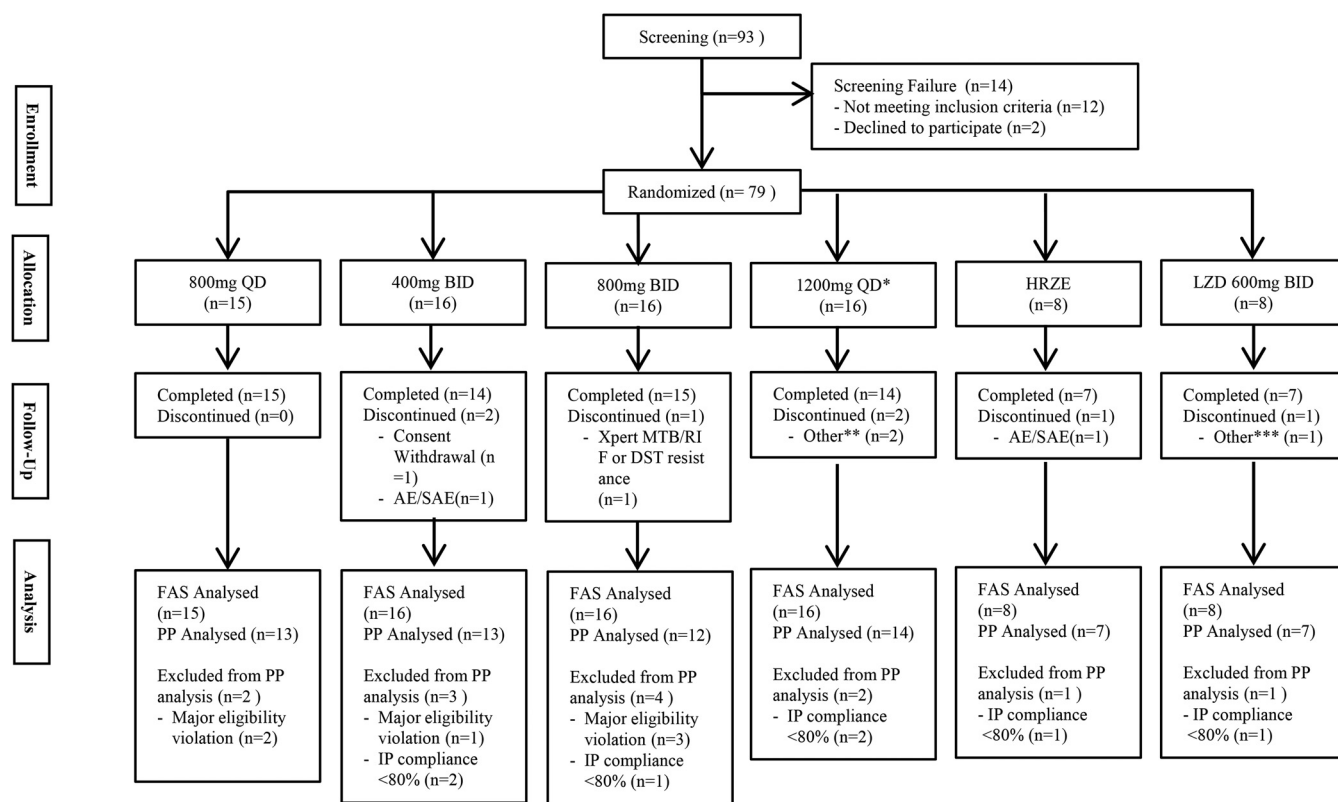 Screening (n=93 )
Screening Failure (n=14)
- Not meeting inclusion criteria (n=12)
- Declined to participate (n=2)
Enrollment
Randomized (n= 79 )
Allocation
800mg QD
(n=15)
400mg BID
(n=16)
800mg BID
(n=16)
1200mg QD*
(n=16)
HRZE
(n=8)
LZD 600mg BID
(n=8)
Follow-Up
Completed (n=15)
Discontinued (n=0)
Completed (n=14)
Discontinued (n=2)
- Consent
Withdrawal (n
=1)
- AE/SAE(n=1)
Completed (n=15)
Discontinued (n=1)
- Xpert MTB/RI
F or DST resist
ance
(n=1)
Completed (n=14)
Discontinued (n=2)
- Other** (n=2)
Completed (n=7)
Discontinued (n=1)
- AE/SAE(n=1)
Completed (n=7)
Discontinued (n=1)
- Other*** (n=1)
Analysis
FAS Analysed
(n=15)
PP Analysed (n=13)
Excluded from PP
analysis (n=2 )
- Major eligibility
violation (n=2)
FAS Analysed
(n=16)
PP Analysed (n=13)
Excluded from PP
analysis (n=3 )
- Major eligibility
violation (n=1)
- IP compliance
<80% (n=2)
FAS Analysed
(n=16)
PP Analysed (n=12)
Excluded from PP
analysis (n=4 )
- Major eligibility
violation (n=3)
- IP compliance
<80% (n=1)
FAS Analysed
(n=16)
PP Analysed (n=14)
Excluded from PP
analysis (n=2)
- IP compliance
<80% (n=2)
FAS Analysed
(n=8)
PP Analysed (n=7)
Excluded from PP
analysis (n=1 )
- IP compliance
<80% (n=1)
FAS Analysed
(n=8)
PP Analysed (n=7)
Excluded from PP
analysis (n=1 )
- IP compliance
<80% (n=1)